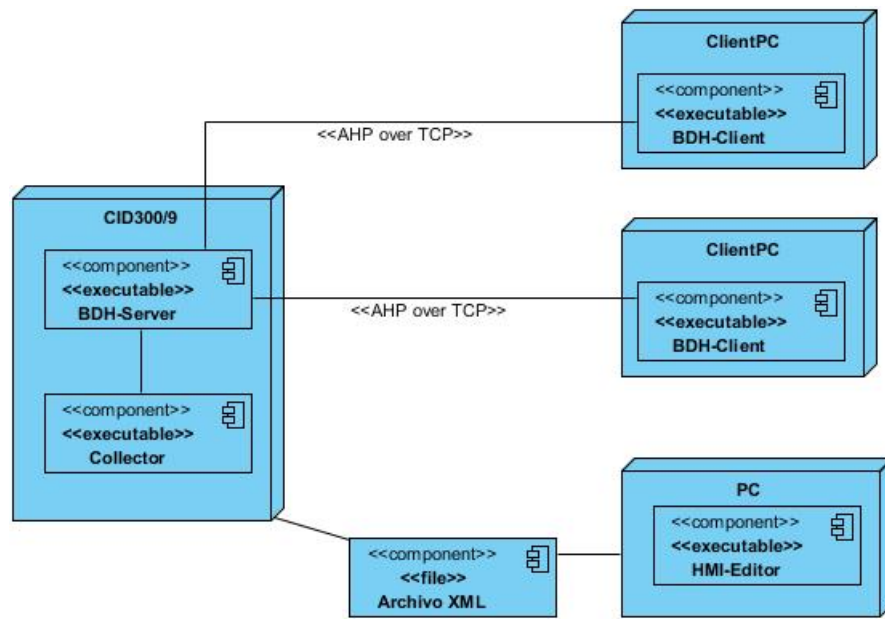 ClientPC
<<component>>
<<executable>>
BDH-Client
<<AHP over TCP>>
CID300/9
<<component>>
<<executable>>
BDH-Server
<<component>>
<<executable>>
Collector
ClientPC
<<component>>
<<executable>>
BDH-Client
<<AHP over TCP>>
PC
<<component>>
<<executable>>
HMI-Editor
<<component>>
<<file>>
Archivo XML